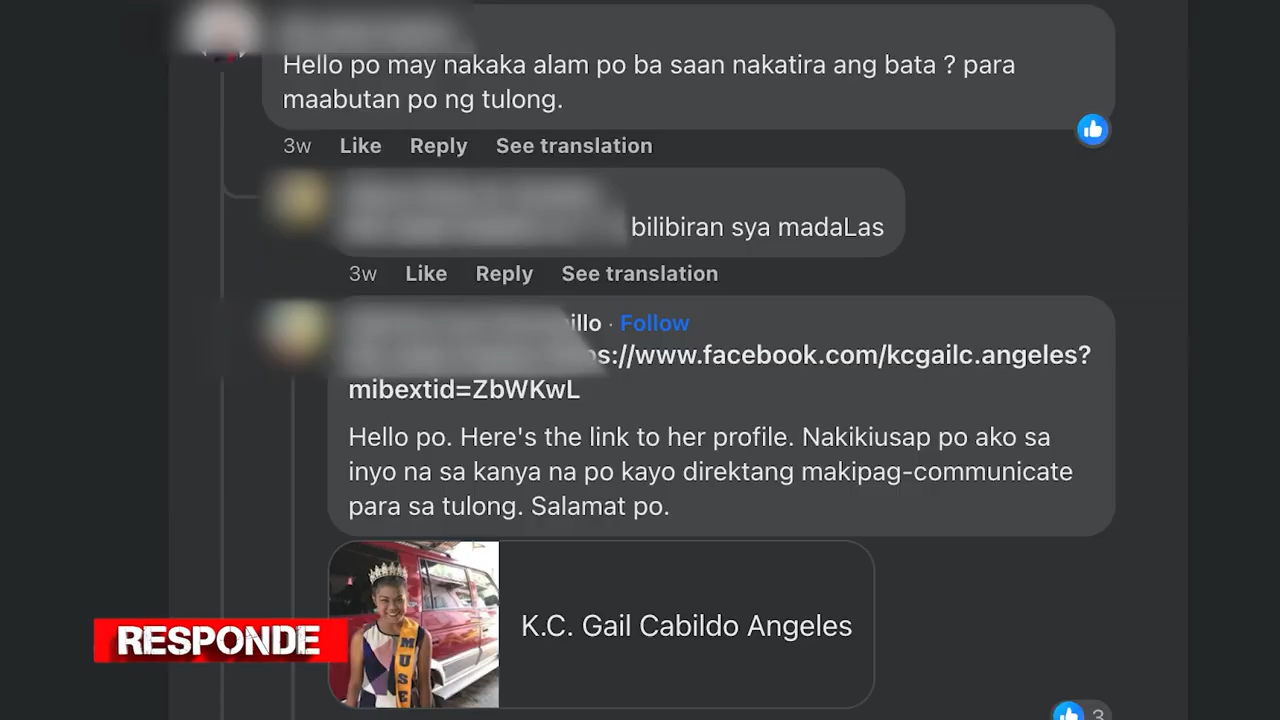 Hello po may nakaka alam po ba saan nakatira ang bata ? para
maabutan po ng tulong.
3w Like Reply See translation
bilibiran sya madaLas
3w Like Reply See translation
illo · Follow
s://www.facebook.com/kcgailc.angeles?
mibextid=ZbWKwL
Hello po. Here's the link to her profile. Nakikiusap po ako sa
inyo na sa kanya na po kayo direktang makipag-communicate
para sa tulong. Salamat po.
MUSE
K.C. Gail Cabildo Angeles
RESPONDE
3